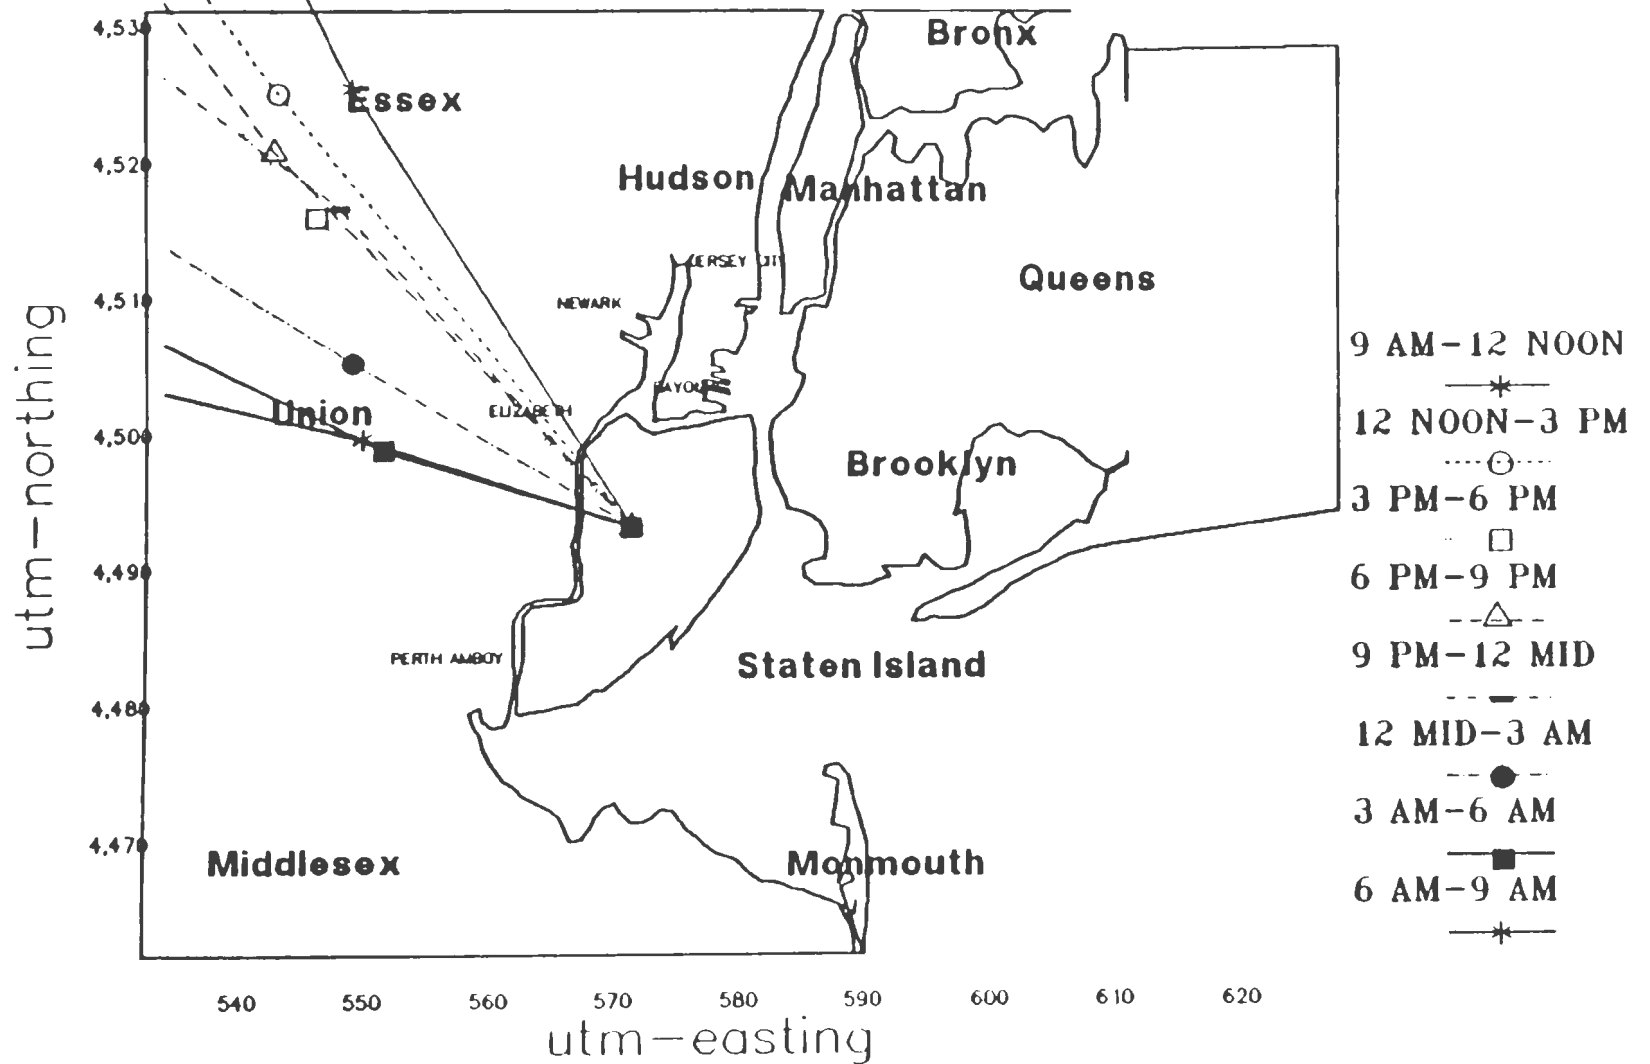 4,530
Bronx
Essex
4,520
Hudson
Manhattan
JERSEY CITY
Queens
4,510
NEWARK
9 AM-12 NOON
BAYONNE
Union
ELIZABETH
12 NOON-3 PM
4,500
Brooklyn
3 PM-6 PM
4,490
6 PM-9 PM
PERTH AMBOY
Staten Island
9 PM-12 MID
4,480
12 MID-3 AM
3 AM-6 AM
4,470
Middlesex
Monmouth
6 AM-9 AM
utm-northing
540 550 560 570 580 590 600 610 620
utm-easting